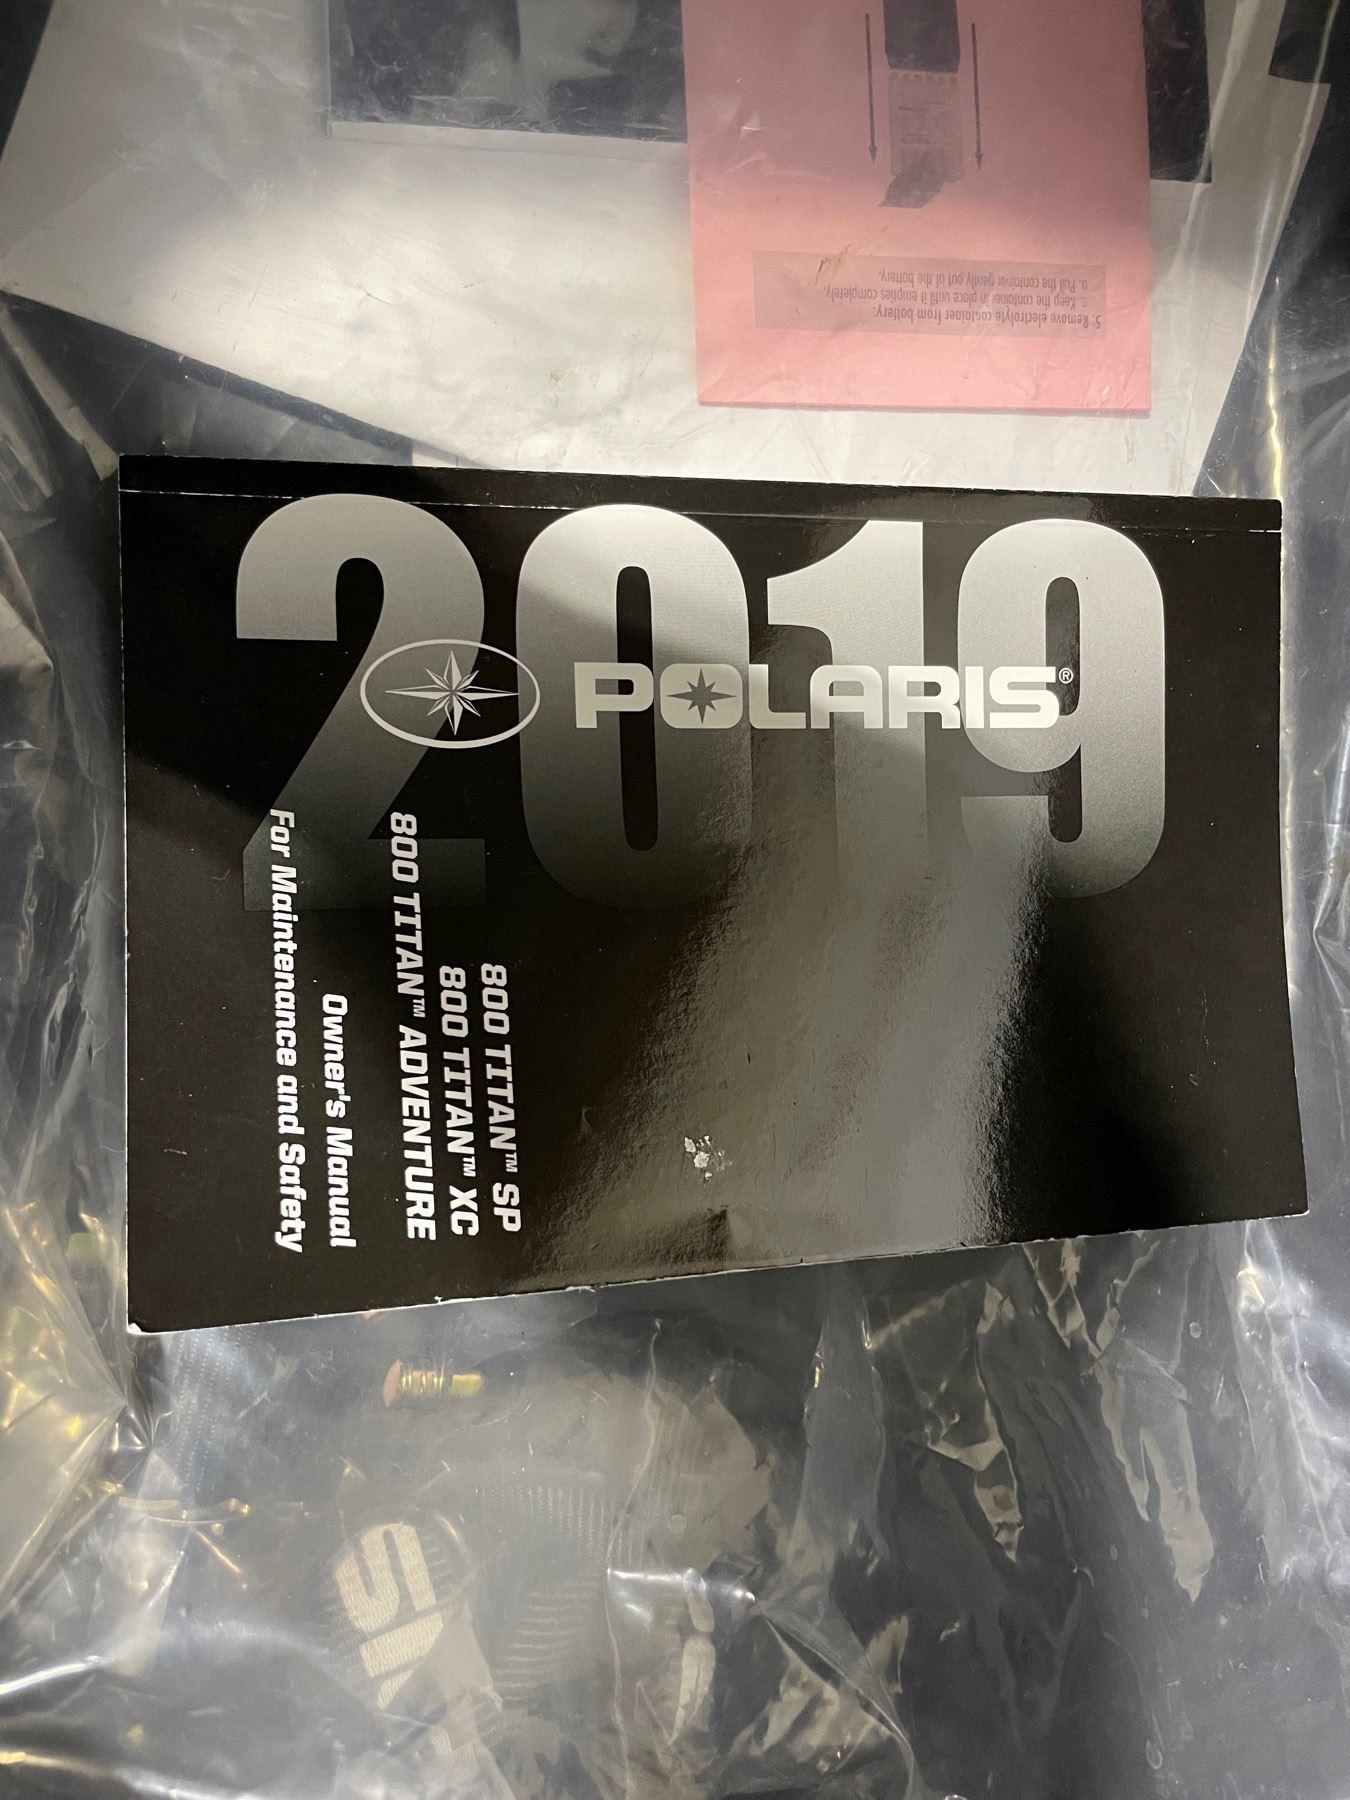 5. Remove electrolyte container from battery:
Keep the container in place until it empties completely.
o. Pull the container gently out of the battery.
2019
POLARIS®
800 TITAN™ SP
800 TITAN™ XC
800 TITAN™ ADVENTURE
Owner's Manual
For Maintenance and Safety